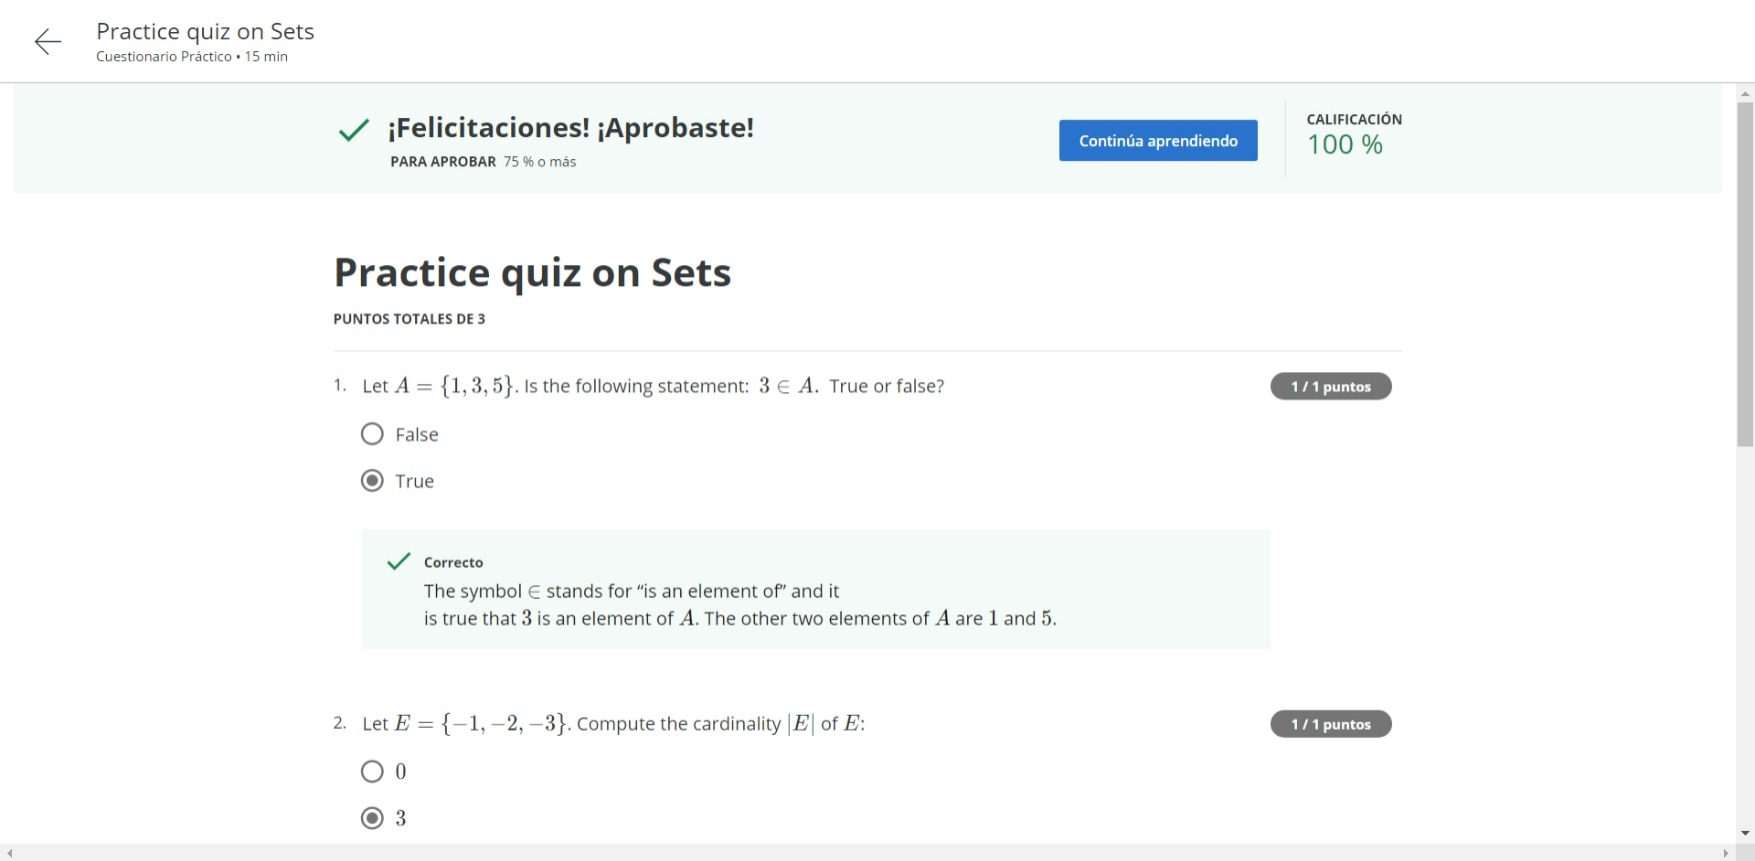 Practice quiz on Sets
Cuestionario Práctico • 15 min
¡Felicitaciones! ¡Aprobaste!
PARA APROBAR 75 % o más
Continúa aprendiendo
CALIFICACIÓN
100 %
Practice quiz on Sets
PUNTOS TOTALES DE 3
1. Let A = {1, 3, 5}. Is the following statement: 3 ∈ A. True or false?
1 / 1 puntos
False
True
Correcto
The symbol ∈ stands for “is an element of” and it
is true that 3 is an element of A. The other two elements of A are 1 and 5.
2. Let E = {−1, −2, −3}. Compute the cardinality |E| of E:
1 / 1 puntos
0
3